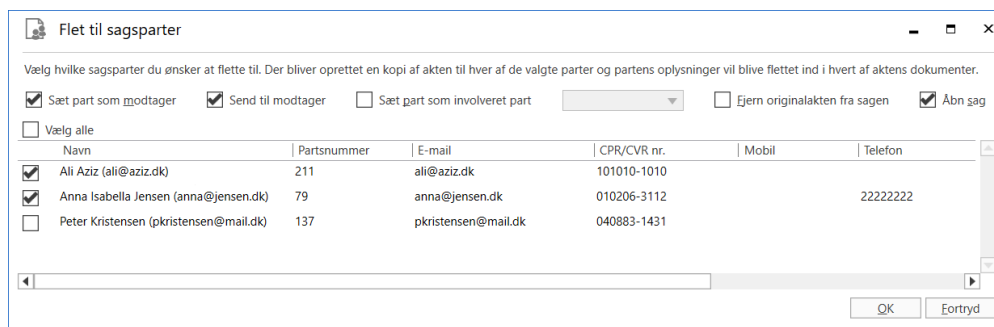 Flet til sagsparter
Vælg hvilke sagsparter du ønsker at flette til. Der bliver oprettet en kopi af akten til hver af de valgte parter og partens oplysninger vil blive flettet ind i hvert af aktens dokumenter.
Sæt part som modtager Send til modtager Sæt part som involveret part Fjern originalakten fra sagen Åbn sag
Vælg alle
Navn Partsnummer E-mail CPR/CVR nr. Mobil Telefon
Ali Aziz (ali@aziz.dk) 211 ali@aziz.dk 101010-1010
Anna Isabella Jensen (anna@jensen.dk) 79 anna@jensen.dk 010206-3112 22222222
Peter Kristensen (pkristensen@mail.dk) 137 pkristensen@mail.dk 040883-1431
OK Fortryd